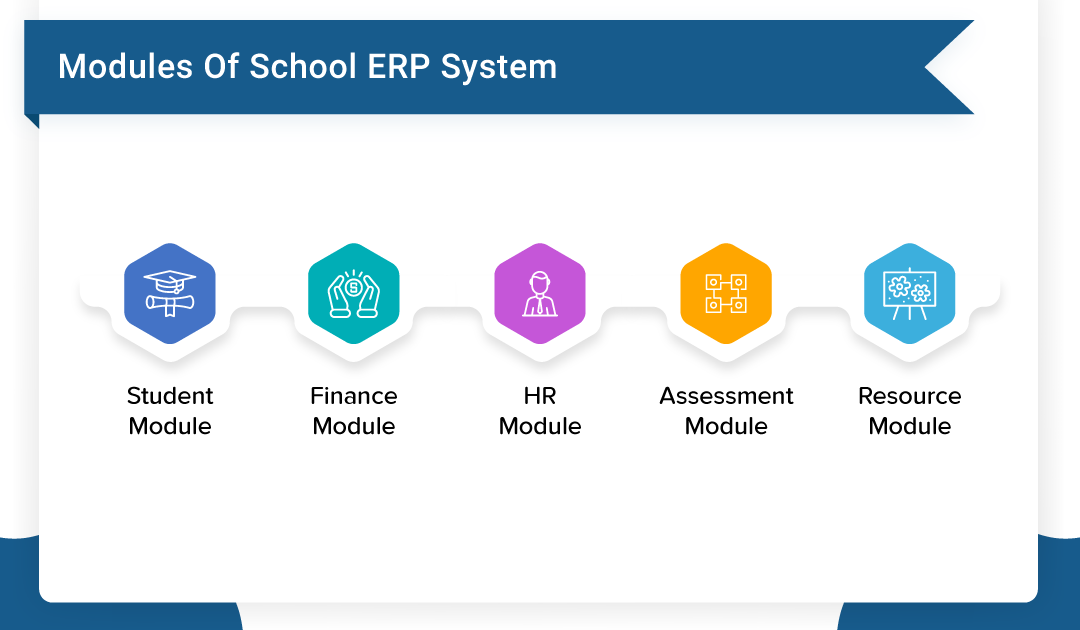 Modules Of School ERP System
Student
Module
Finance
Module
HR
Module
Assessment
Module
Resource
Module